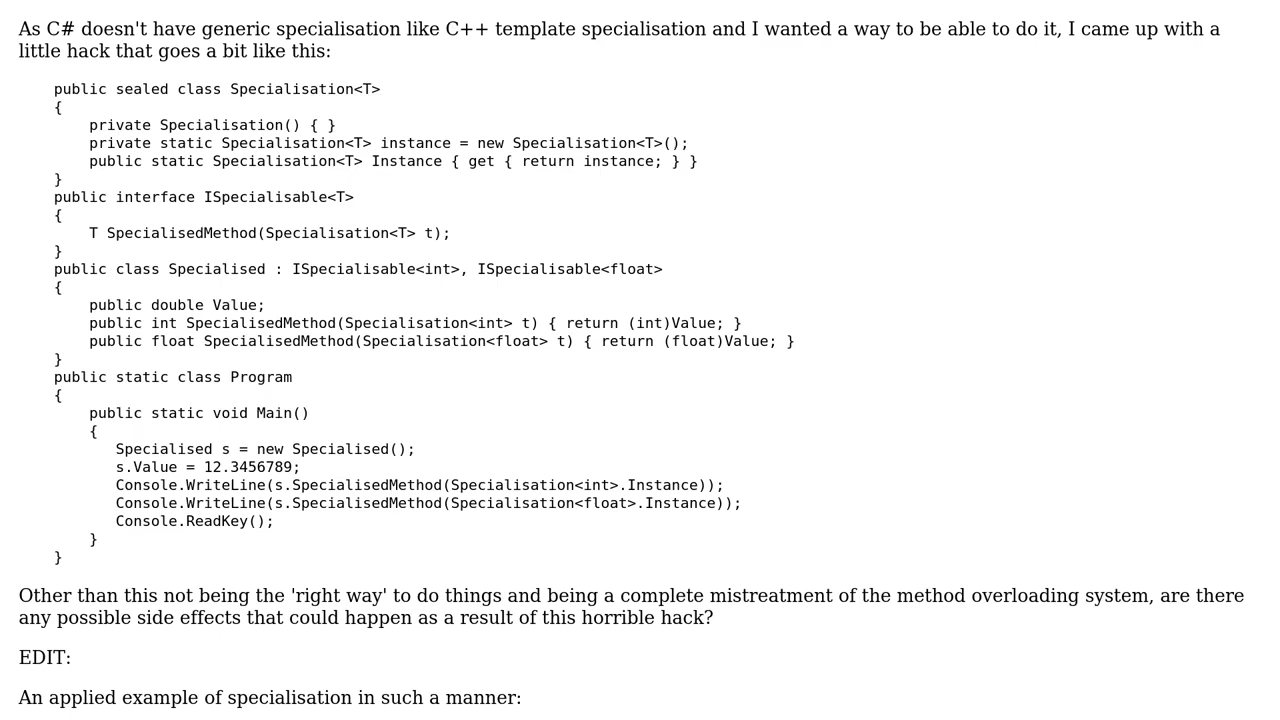 As C# doesn't have generic specialisation like C++ template specialisation and I wanted a way to be able to do it, I came up with a
little hack that goes a bit like this:
public sealed class Specialisation<T>
{
    private Specialisation() { }
    private static Specialisation<T> instance = new Specialisation<T>();
    public static Specialisation<T> Instance { get { return instance; } }
}
public interface ISpecialisable<T>
{
    T SpecialisedMethod(Specialisation<T> t);
}
public class Specialised : ISpecialisable<int>, ISpecialisable<float>
{
    public double Value;
    public int SpecialisedMethod(Specialisation<int> t) { return (int)Value; }
    public float SpecialisedMethod(Specialisation<float> t) { return (float)Value; }
}
public static class Program
{
    public static void Main()
    {
       Specialised s = new Specialised();
       s.Value = 12.3456789;
       Console.WriteLine(s.SpecialisedMethod(Specialisation<int>.Instance));
       Console.WriteLine(s.SpecialisedMethod(Specialisation<float>.Instance));
       Console.ReadKey();
    }
}
Other than this not being the 'right way' to do things and being a complete mistreatment of the method overloading system, are there
any possible side effects that could happen as a result of this horrible hack?
EDIT:
An applied example of specialisation in such a manner: